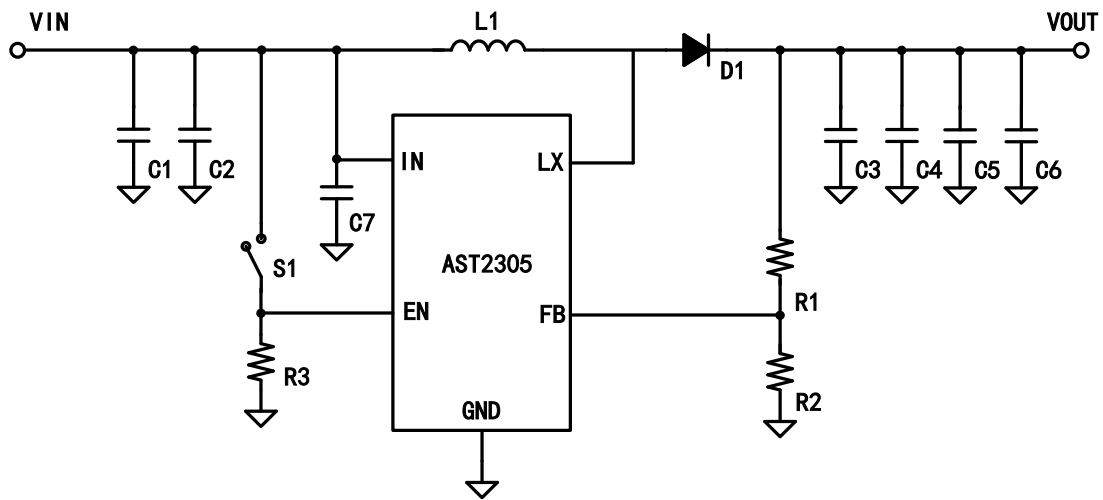 VIN
L1
VOUT
D1
C1
C2
IN
LX
C3
C4
C5
C6
C7
S1
AST2305
R1
EN
FB
R3
R2
GND